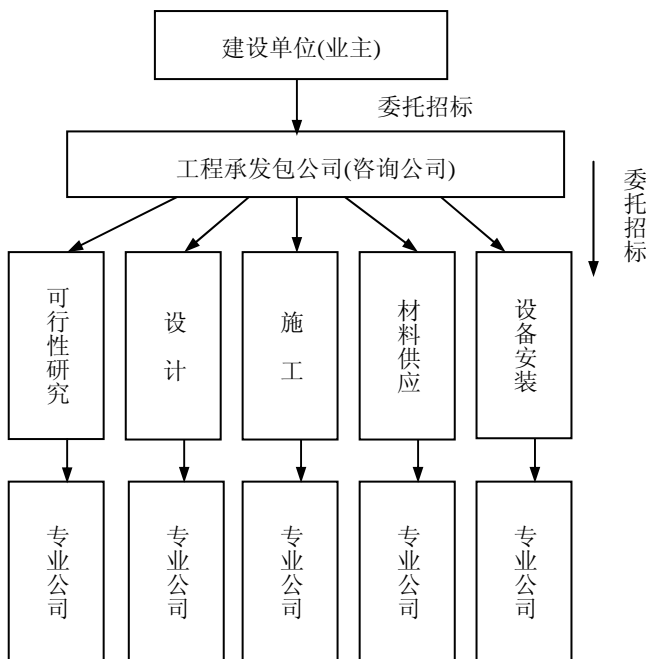 建设单位(业主)
委托招标
工程承发包公司(咨询公司)
委托招标
可行性研究
设计
施工
材料供应
设备安装
专业公司
专业公司
专业公司
专业公司
专业公司